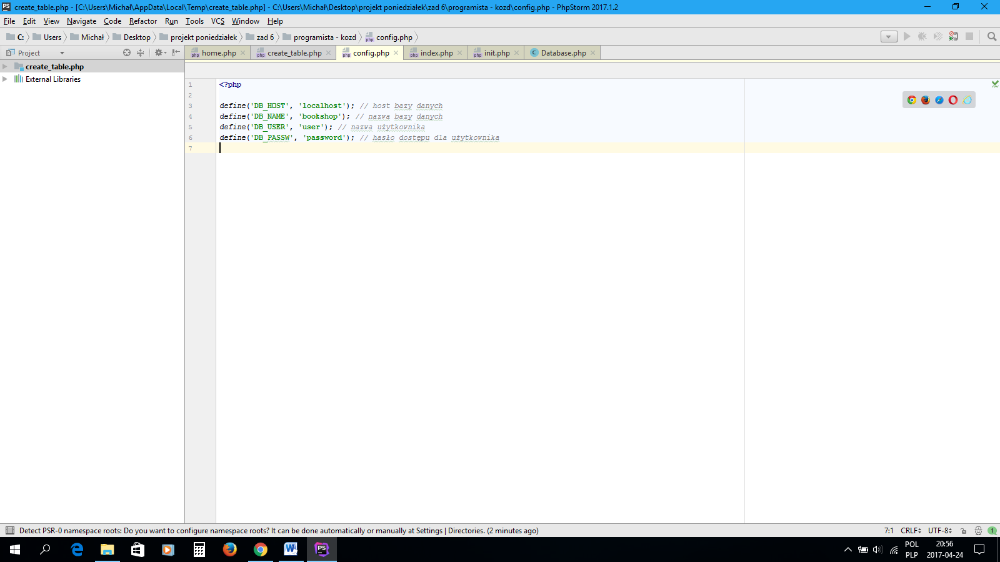 create_table.php - [C:\Users\Michał\AppData\Local\Temp\create_table.php] - C:\Users\Michał\Desktop\projekt poniedziałek\zad 6\programista - kozd\config.php - PhpStorm 2017.1.2
File Edit View Navigate Code Refactor Run Tools VCS Window Help
C: Users Michał Desktop projekt poniedziałek zad 6 programista - kozd config.php
Project home.php create_table.php config.php index.php init.php Database.php
create_table.php
External Libraries
1 <?php
2
3 define('DB_HOST', 'localhost'); // host bazy danych
4 define('DB_NAME', 'bookshop'); // nazwa bazy danych
5 define('DB_USER', 'user'); // nazwa użytkownika
6 define('DB_PASSW', 'password'); // hasło dostępu dla użytkownika
7
Detect PSR-0 namespace roots: Do you want to configure namespace roots? It can be done automatically or manually at Settings | Directories. (2 minutes ago) 7:1 CRLF UTF-8 1
POL 20:56
PLP 2017-04-24